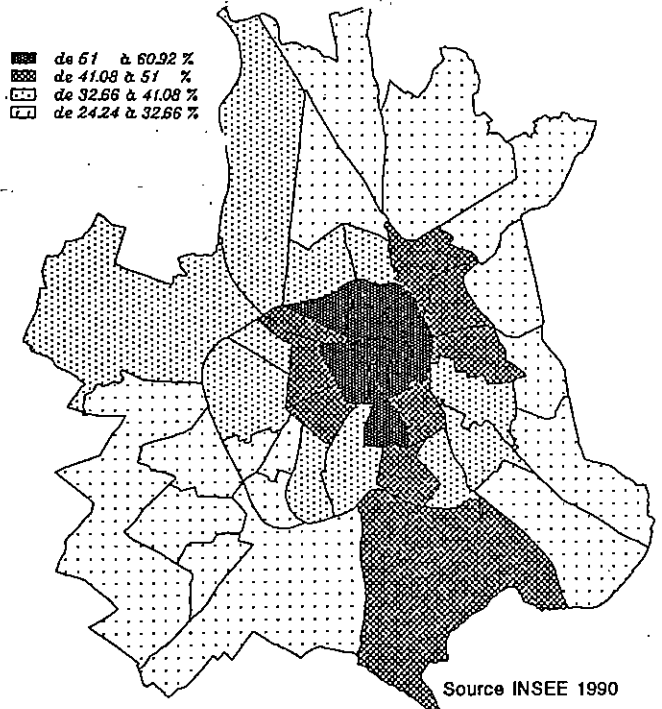 de 51 à 60.92 %
de 41.08 à 51 %
de 32.66 à 41.08 %
de 24.24 à 32.66 %
Source INSEE 1990